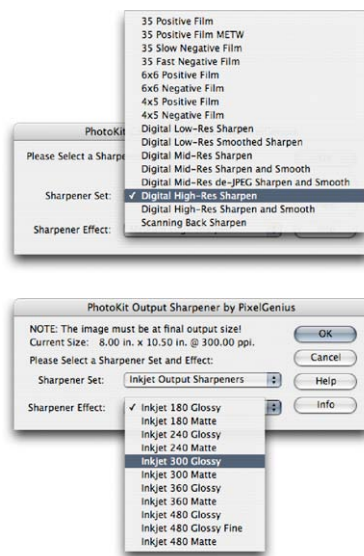 35 Positive Film
35 Positive Film METW
35 Slow Negative Film
35 Fast Negative Film
6x6 Positive Film
6x6 Negative Film
4x5 Positive Film
4x5 Negative Film
Digital Low-Res Sharpen
Digital Low-Res Smoothed Sharpen
PhotoKit
Digital Mid-Res Sharpen
Please Select a Sharpe
Digital Mid-Res Sharpen and Smooth
Digital Mid-Res de-JPEG Sharpen and Smooth
Sharpener Set:
✓ Digital High-Res Sharpen
Digital High-Res Sharpen and Smooth
Sharpener Effect:
Scanning Back Sharpen
PhotoKit Output Sharpener by PixelGenius
NOTE: The image must be at final output size!
OK
Current Size: 8.00 in. x 10.50 in. @ 300.00 ppi.
Please Select a Sharpener Set and Effect:
Cancel
Sharpener Set: Inkjet Output Sharpeners
Help
Sharpener Effect: ✓ Inkjet 180 Glossy
Info
Inkjet 180 Matte
Inkjet 240 Glossy
Inkjet 240 Matte
Inkjet 300 Glossy
Inkjet 300 Matte
Inkjet 360 Glossy
Inkjet 360 Matte
Inkjet 480 Glossy
Inkjet 480 Glossy Fine
Inkjet 480 Matte